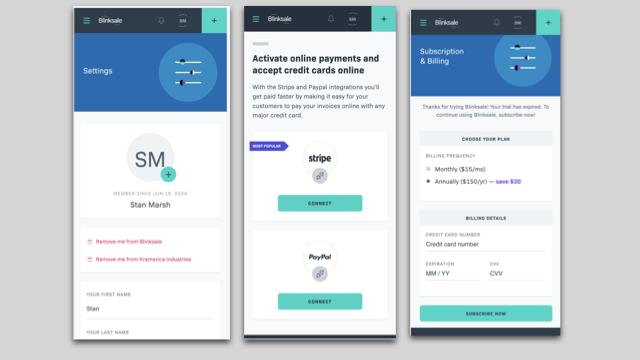 Blinksale
SM
+
Settings
SM
+
MEMBER SINCE JUN 15, 2020
Stan Marsh
Remove me from Blinksale
Remove me from Kramerica Industries
YOUR FIRST NAME
Stan
YOUR LAST NAME
Blinksale
SM
+
Activate online payments and
accept credit cards online
With the Stripe and Paypal integrations you'll
get paid faster by making it easy for your
customers to pay your invoices online with any
major credit card.
MOST POPULAR
stripe
CONNECT
PayPal
CONNECT
Blinksale
SM
+
Subscription
& Billing
Thanks for trying Blinksale! Your trial has expired. To
continue using Blinksale, subscribe now!
CHOOSE YOUR PLAN
BILLING FREQUENCY
Monthly ($15/ms)
Annually ($150/yr) — save $30
BILLING DETAILS
CREDIT CARD NUMBER
Credit card number
EXPIRATION CVV
MM / YY CVV
SUBSCRIBE NOW